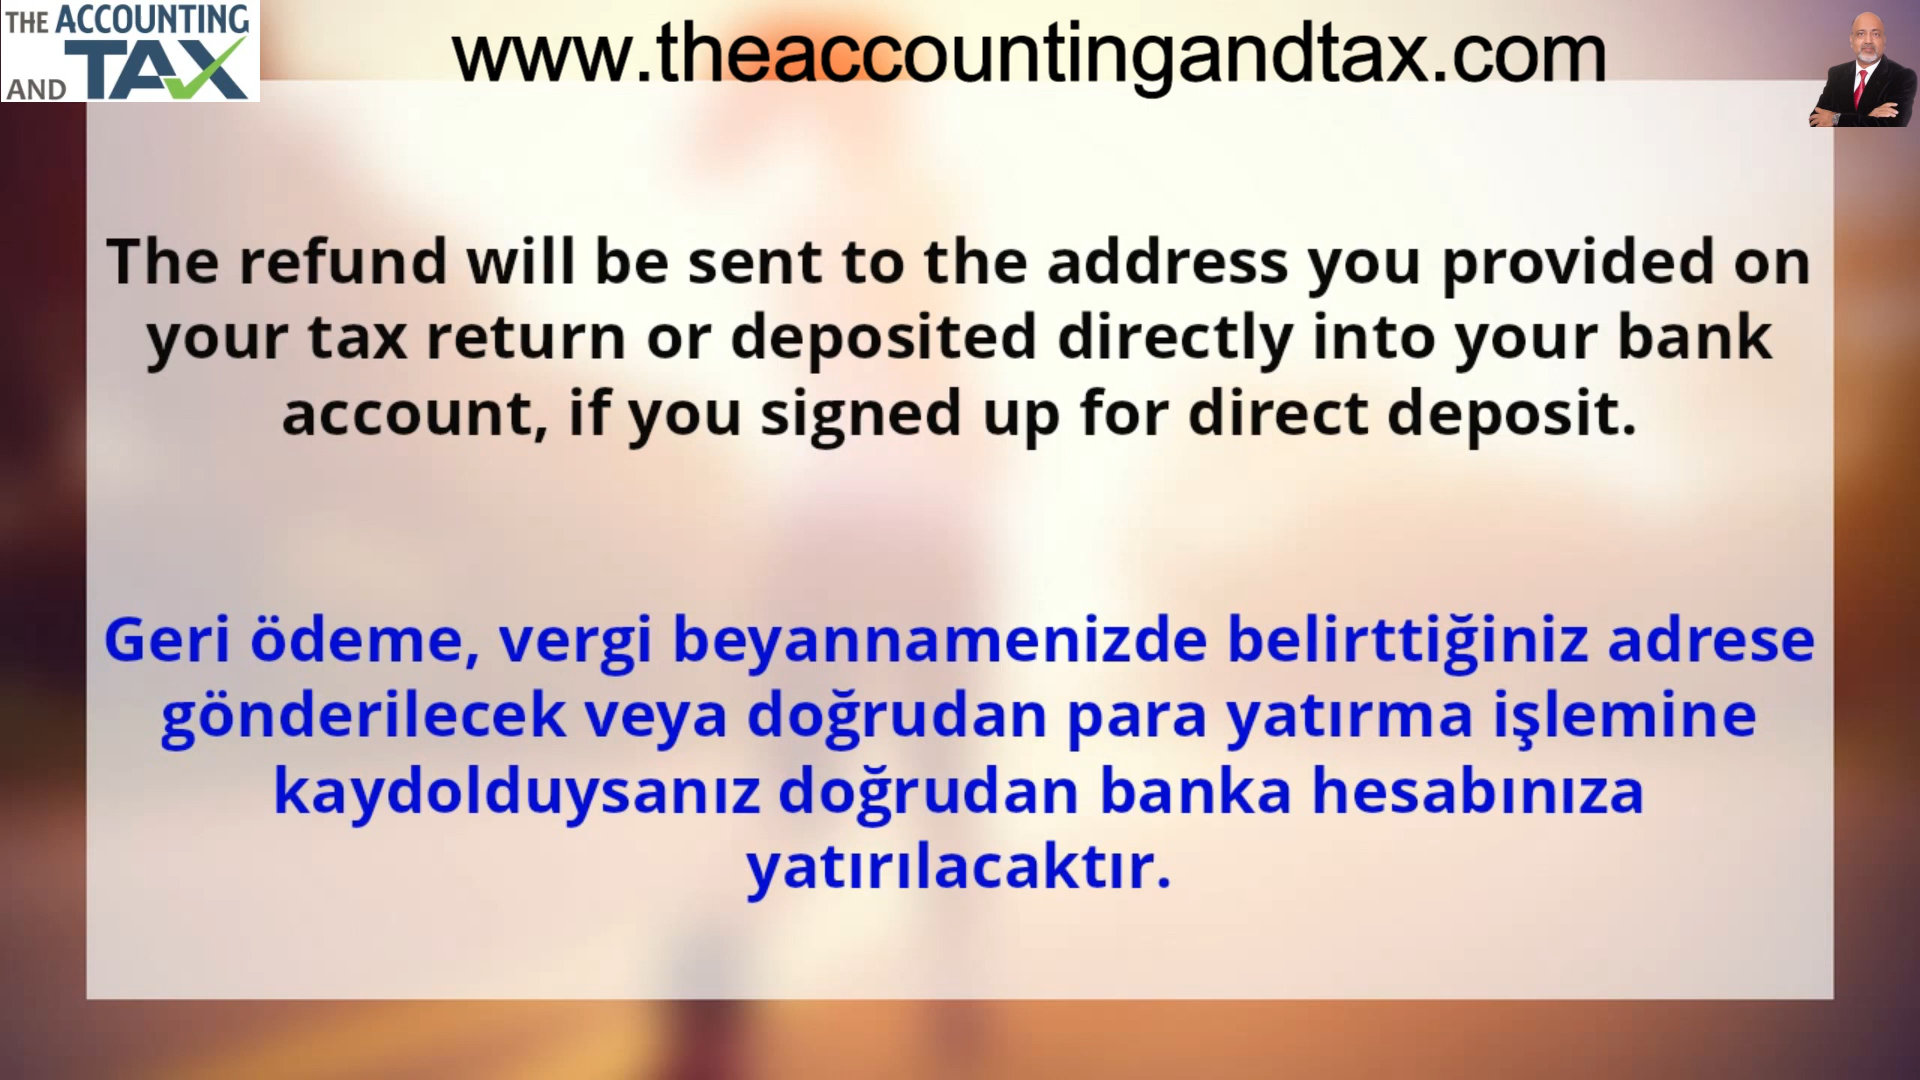 THE ACCOUNTING
AND TAX
www.theaccountingandtax.com
The refund will be sent to the address you provided on
your tax return or deposited directly into your bank
account, if you signed up for direct deposit.
Geri ödeme, vergi beyannamenizde belirttiğiniz adrese
gönderilecek veya doğrudan para yatırma işlemine
kaydolduysanız doğrudan banka hesabınıza
yatırılacaktır.